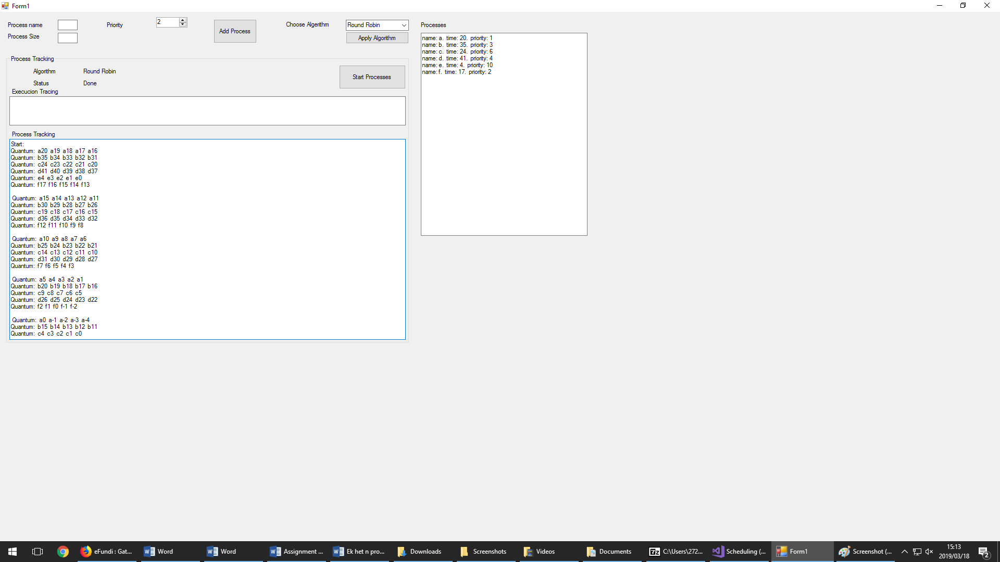 Form1
Process name
Priority
2
Add Process
Choose Algorithm
Round Robin
Processes
Process Size
Apply Algorithm
name: a. time: 20. priority: 1
name: b. time: 35. priority: 3
name: c. time: 24. priority: 6
name: d. time: 41. priority: 4
name: e. time: 4. priority: 10
name: f. time: 17. priority: 2
Process Tracking
Algorithm
Round Robin
Start Processes
Status
Done
Execucion Tracing
Process Tracking
Start:
Quantum: a20 a19 a18 a17 a16
Quantum: b35 b34 b33 b32 b31
Quantum: c24 c23 c22 c21 c20
Quantum: d41 d40 d39 d38 d37
Quantum: e4 e3 e2 e1 e0
Quantum: f17 f16 f15 f14 f13
Quantum: a15 a14 a13 a12 a11
Quantum: b30 b29 b28 b27 b26
Quantum: c19 c18 c17 c16 c15
Quantum: d36 d35 d34 d33 d32
Quantum: f12 f11 f10 f9 f8
Quantum: a10 a9 a8 a7 a6
Quantum: b25 b24 b23 b22 b21
Quantum: c14 c13 c12 c11 c10
Quantum: d31 d30 d29 d28 d27
Quantum: f7 f6 f5 f4 f3
Quantum: a5 a4 a3 a2 a1
Quantum: b20 b19 b18 b17 b16
Quantum: c9 c8 c7 c6 c5
Quantum: d26 d25 d24 d23 d22
Quantum: f2 f1 f0 f-1 f-2
Quantum: a0 a-1 a-2 a-3 a-4
Quantum: b15 b14 b13 b12 b11
Quantum: c4 c3 c2 c1 c0
eFundi : Gat...
Word
Word
Assignment ...
Ek het n pro...
Downloads
Screenshots
Videos
Documents
7z
C:\Users\272...
Scheduling (...
Form1
Screenshot (...
15:13
2019/03/18
2